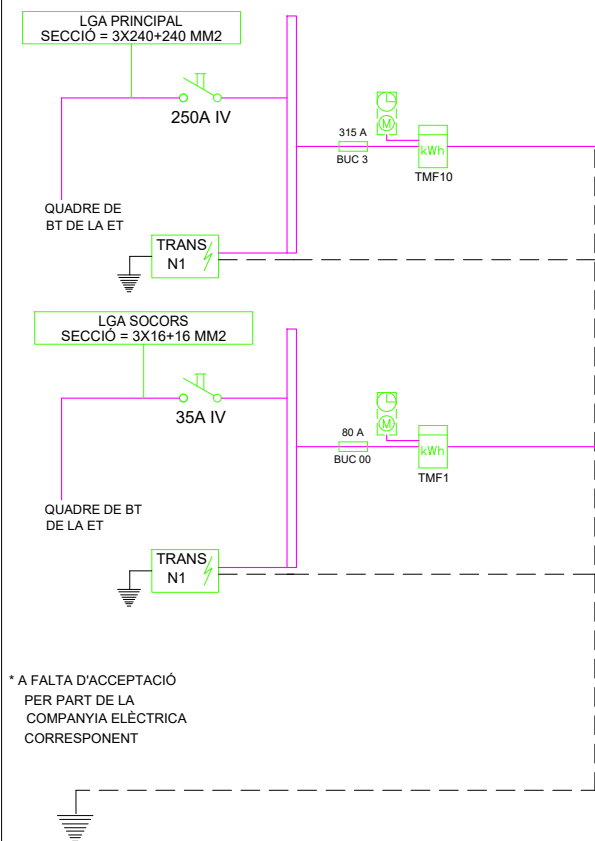 LGA PRINCIPAL
SECCIÓ = 3X240+240 MM2
250A IV
315 A
BUC 3
M
kWh
TMF10
QUADRE DE
BT DE LA ET
TRANS
N1
LGA SOCORS
SECCIÓ = 3X16+16 MM2
35A IV
80 A
BUC 00
M
kWh
TMF1
QUADRE DE BT
DE LA ET
TRANS
N1
* A FALTA D'ACCEPTACIÓ
PER PART DE LA
COMPANYIA ELÈCTRICA
CORRESPONENT